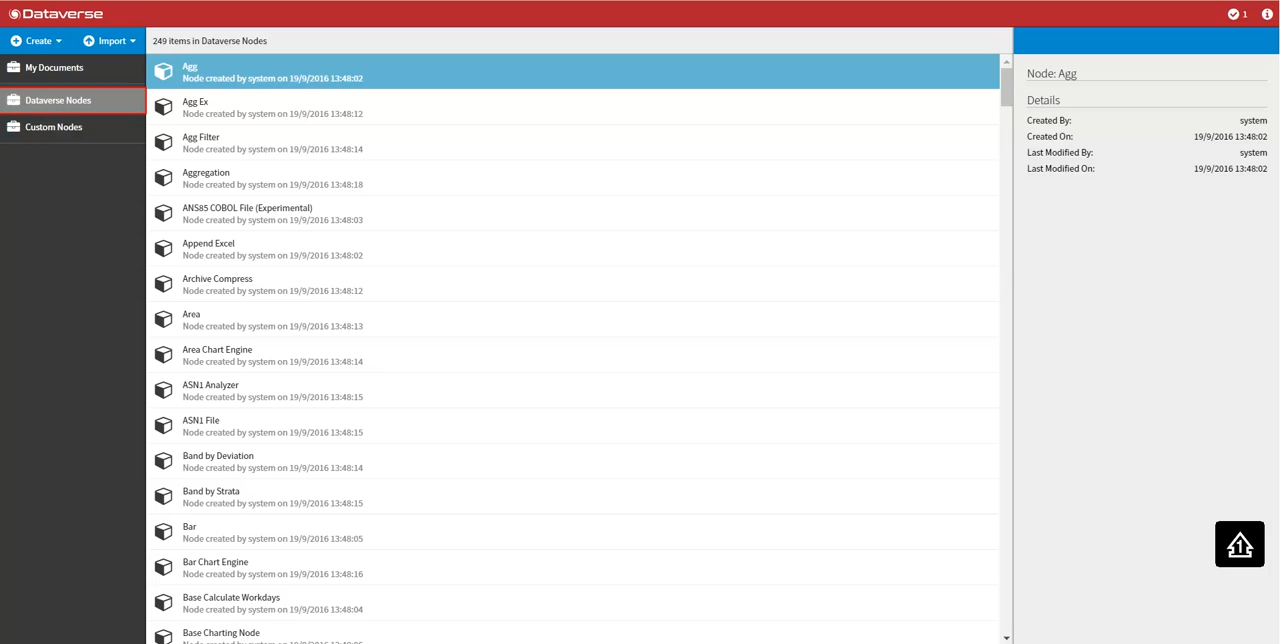 Dataverse
1
Create
Import
249 items in Dataverse Nodes
My Documents
Dataverse Nodes
Custom Nodes
Agg
Node created by system on 19/9/2016 13:48:02
Agg Ex
Node created by system on 19/9/2016 13:48:12
Agg Filter
Node created by system on 19/9/2016 13:48:14
Aggregation
Node created by system on 19/9/2016 13:48:18
ANS85 COBOL File (Experimental)
Node created by system on 19/9/2016 13:48:03
Append Excel
Node created by system on 19/9/2016 13:48:02
Archive Compress
Node created by system on 19/9/2016 13:48:12
Area
Node created by system on 19/9/2016 13:48:13
Area Chart Engine
Node created by system on 19/9/2016 13:48:14
ASN1 Analyzer
Node created by system on 19/9/2016 13:48:15
ASN1 File
Node created by system on 19/9/2016 13:48:15
Band by Deviation
Node created by system on 19/9/2016 13:48:14
Band by Strata
Node created by system on 19/9/2016 13:48:15
Bar
Node created by system on 19/9/2016 13:48:05
Bar Chart Engine
Node created by system on 19/9/2016 13:48:16
Base Calculate Workdays
Node created by system on 19/9/2016 13:48:04
Base Charting Node
Node: Agg
Details
Created By: system
Created On: 19/9/2016 13:48:02
Last Modified By: system
Last Modified On: 19/9/2016 13:48:02
1